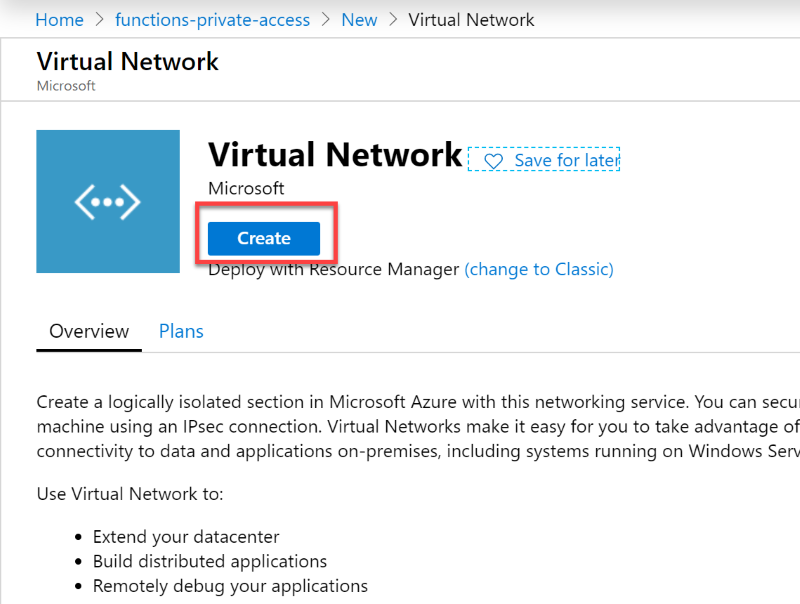 Home > functions-private-access > New > Virtual Network
Virtual Network
Microsoft
Virtual Network
Save for later
Microsoft
Create
Deploy with Resource Manager (change to Classic)
Overview Plans
Create a logically isolated section in Microsoft Azure with this networking service. You can secu
machine using an IPsec connection. Virtual Networks make it easy for you to take advantage of
connectivity to data and applications on-premises, including systems running on Windows Serv
Use Virtual Network to:
• Extend your datacenter
• Build distributed applications
• Remotely debug your applications